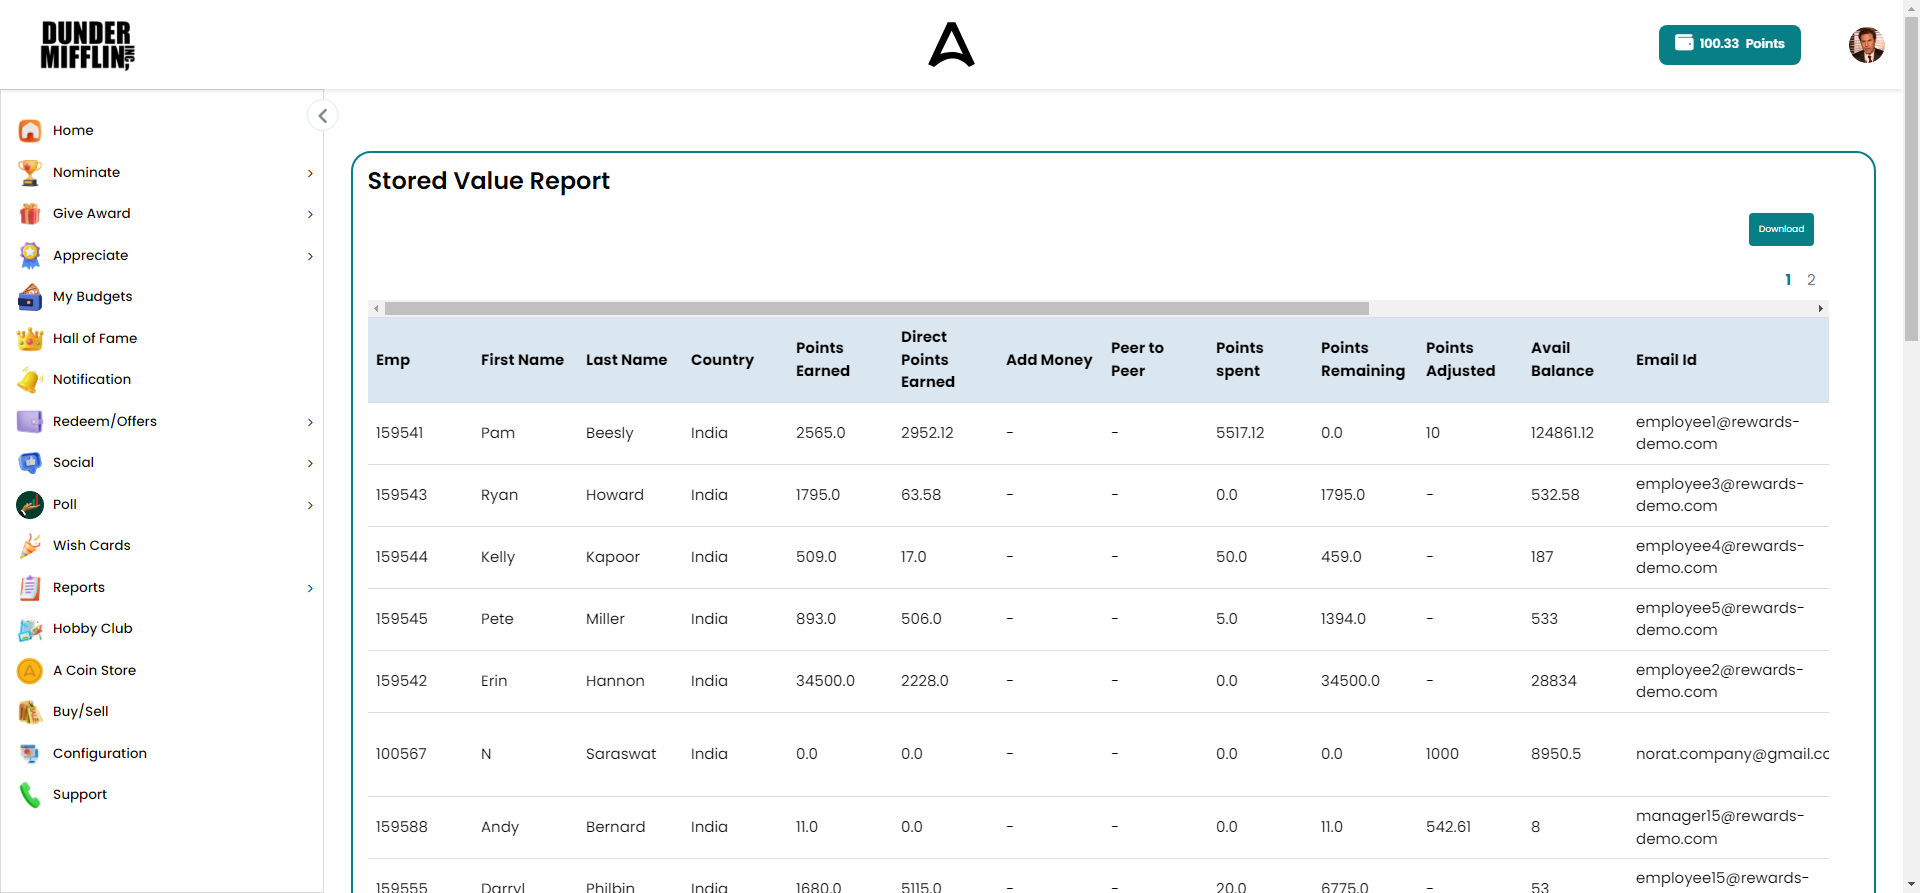 DUNDER
MIFFLIN INC,
100.33 Points
Home
Nominate
Give Award
Appreciate
My Budgets
Hall of Fame
Notification
Redeem/Offers
Social
Poll
Wish Cards
Reports
Hobby Club
A Coin Store
Buy/Sell
Configuration
Support
Stored Value Report
Download
1 2
Emp First Name Last Name Country Points Earned Direct Points Earned Add Money Peer to Peer Points spent Points Remaining Points Adjusted Avail Balance Email Id
159541 Pam Beesly India 2565.0 2952.12 - - 5517.12 0.0 10 124861.12 employee1@rewards-demo.com
159543 Ryan Howard India 1795.0 63.58 - - 0.0 1795.0 - 532.58 employee3@rewards-demo.com
159544 Kelly Kapoor India 509.0 17.0 - - 50.0 459.0 - 187 employee4@rewards-demo.com
159545 Pete Miller India 893.0 506.0 - - 5.0 1394.0 - 533 employee5@rewards-demo.com
159542 Erin Hannon India 34500.0 2228.0 - - 0.0 34500.0 - 28834 employee2@rewards-demo.com
100567 N Saraswat India 0.0 0.0 - - 0.0 0.0 1000 8950.5 norat.company@gmail.co
159588 Andy Bernard India 11.0 0.0 - - 0.0 11.0 542.61 8 manager15@rewards-demo.com
159555 Darryl Philbin India 1680.0 5115.0 - - 20.0 6775.0 - 53 employee15@rewards-